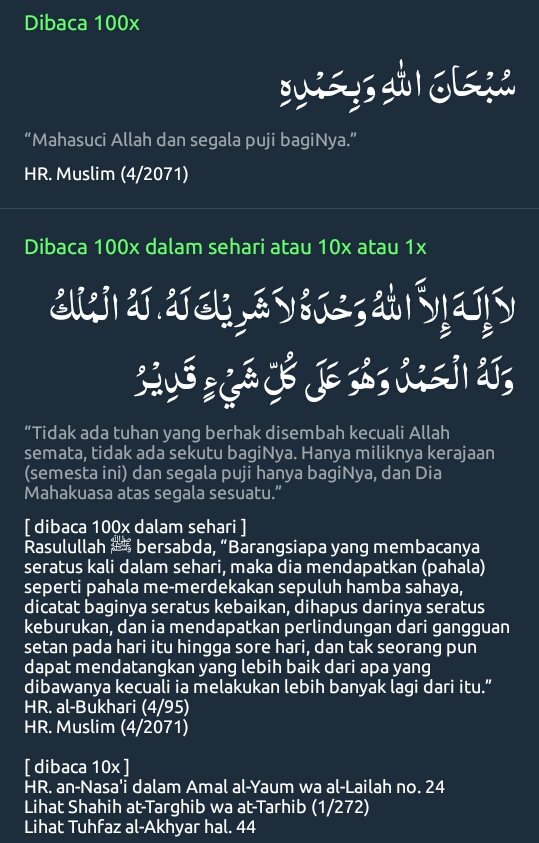 Dibaca 100x
سُبْحَانَ اللهِ وَبِحَمْدِهِ
“Mahasuci Allah dan segala puji bagiNya.”
HR. Muslim (4/2071)
Dibaca 100x dalam sehari atau 10x atau 1x
لاَ إِلَـهَ إِلاَّ اللهُ وَحْدَهُ لاَ شَرِيْكَ لَهُ، لَهُ الْمُلْكُ
وَلَهُ الْحَمْدُ وَهُوَ عَلَى كُلِّ شَيْءٍ قَدِيْرُ
“Tidak ada tuhan yang berhak disembah kecuali Allah
semata, tidak ada sekutu bagiNya. Hanya miliknya kerajaan
(semesta ini) dan segala puji hanya bagiNya, dan Dia
Mahakuasa atas segala sesuatu.”
[ dibaca 100x dalam sehari ]
Rasulullah ﷺ bersabda, “Barangsiapa yang membacanya
seratus kali dalam sehari, maka dia mendapatkan (pahala)
seperti pahala me-merdekakan sepuluh hamba sahaya,
dicatat baginya seratus kebaikan, dihapus darinya seratus
keburukan, dan ia mendapatkan perlindungan dari gangguan
setan pada hari itu hingga sore hari, dan tak seorang pun
dapat mendatangkan yang lebih baik dari apa yang
dibawanya kecuali ia melakukan lebih banyak lagi dari itu.”
HR. al-Bukhari (4/95)
HR. Muslim (4/2071)
[ dibaca 10x ]
HR. an-Nasa'i dalam Amal al-Yaum wa al-Lailah no. 24
Lihat Shahih at-Targhib wa at-Tarhib (1/272)
Lihat Tuhfaz al-Akhyar hal. 44